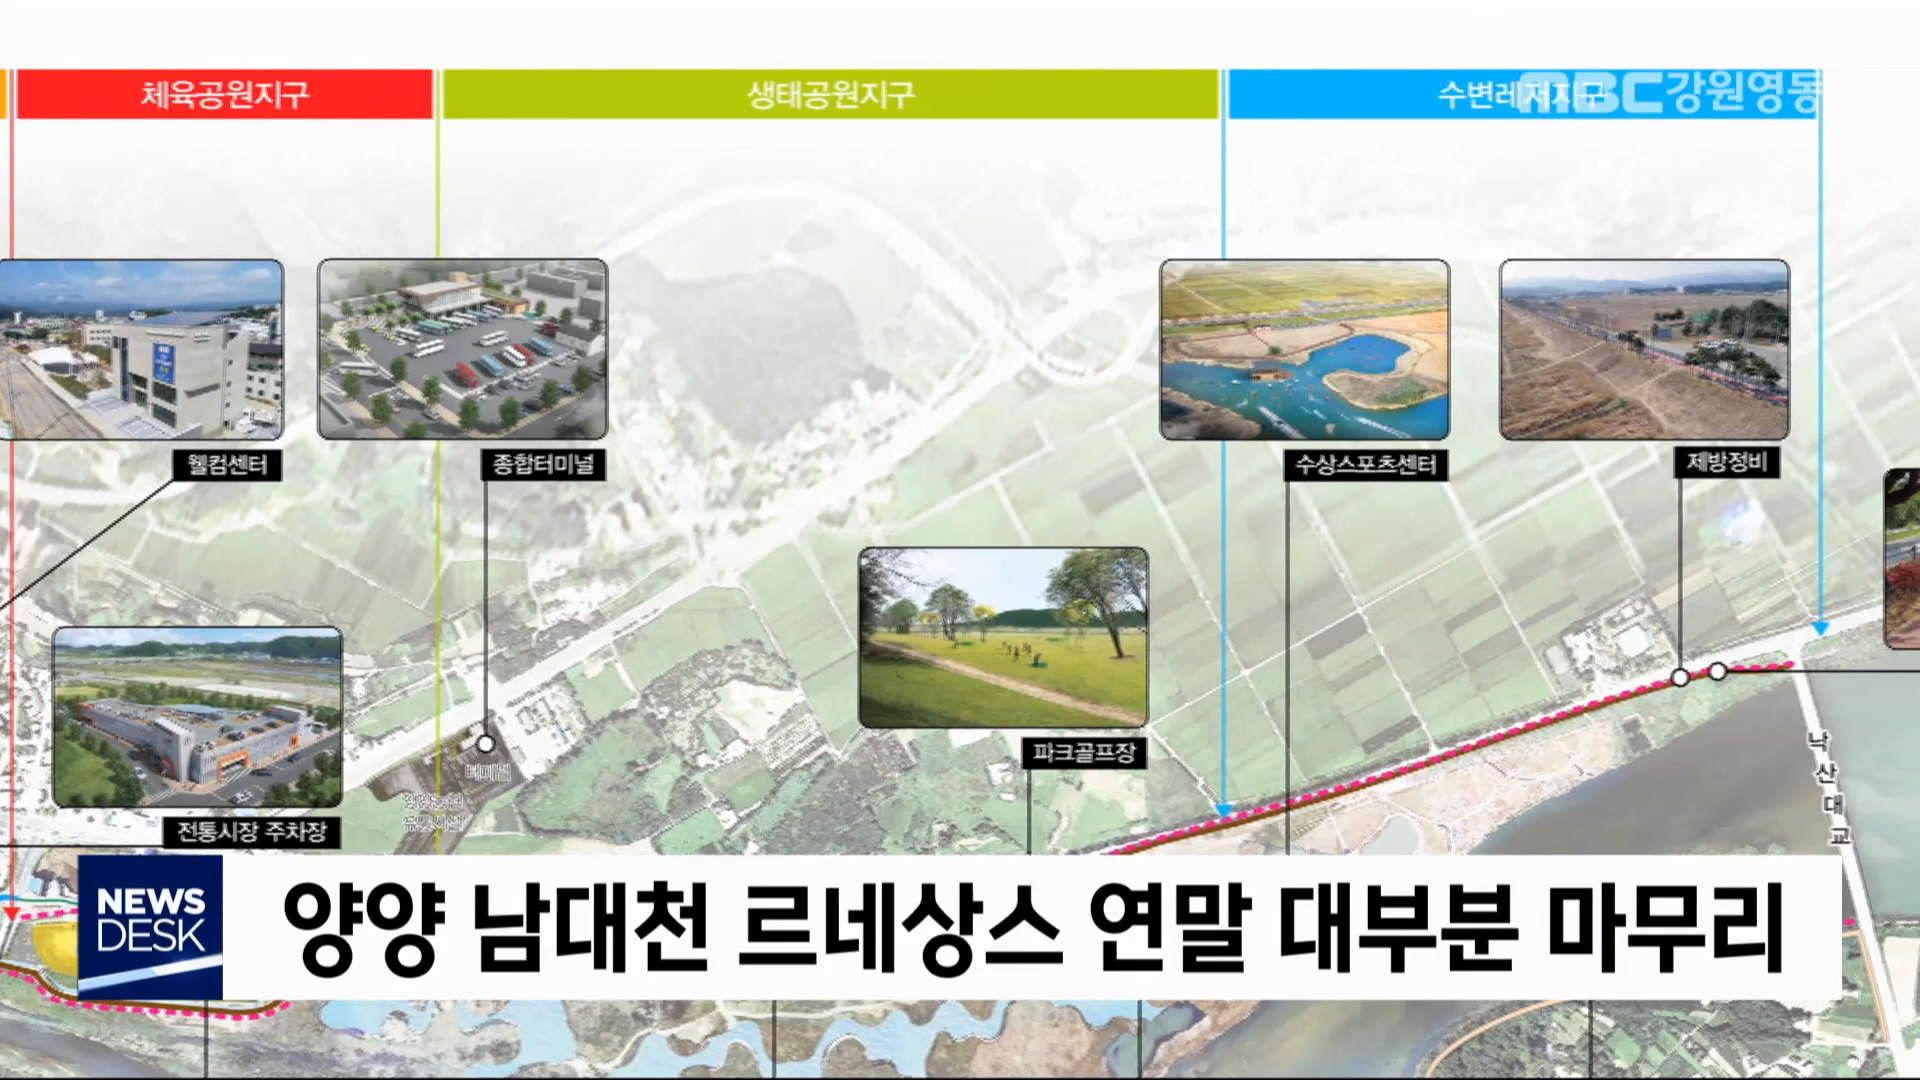 체육공원지구
생태공원지구
수변레저지구
MBC강원영동
웰컴센터
종합터미널
수상스포츠센터
제방정비
파크골프장
터미널
낙산대교
전통시장 주차장
NEWS
DESK
양양 남대천 르네상스 연말 대부분 마무리